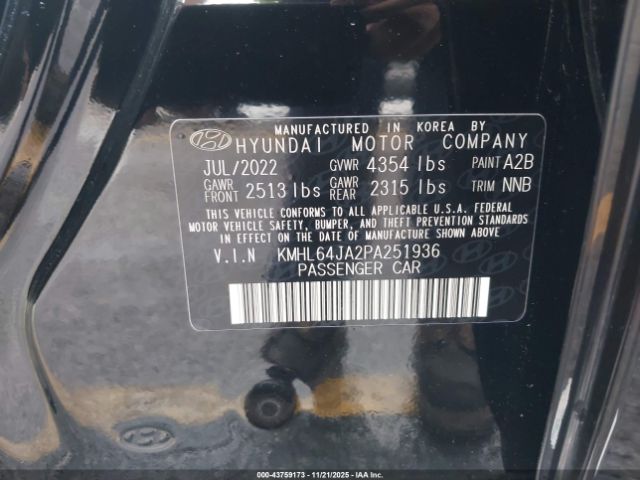 MANUFACTURED IN KOREA BY
HYUNDAI MOTOR COMPANY
JUL/2022 GVWR 4354 lbs PAINT A2B
GAWR FRONT 2513 lbs GAWR REAR 2315 lbs TRIM NNB
THIS VEHICLE CONFORMS TO ALL APPLICABLE U.S.A. FEDERAL
MOTOR VEHICLE SAFETY, BUMPER, AND THEFT PREVENTION STANDARDS
IN EFFECT ON THE DATE OF MANUFACTURE SHOWN ABOVE.
V.I.N KMHL64JA2PA251936
PASSENGER CAR
000-43759173 - 11/21/2025 - IAA Inc.